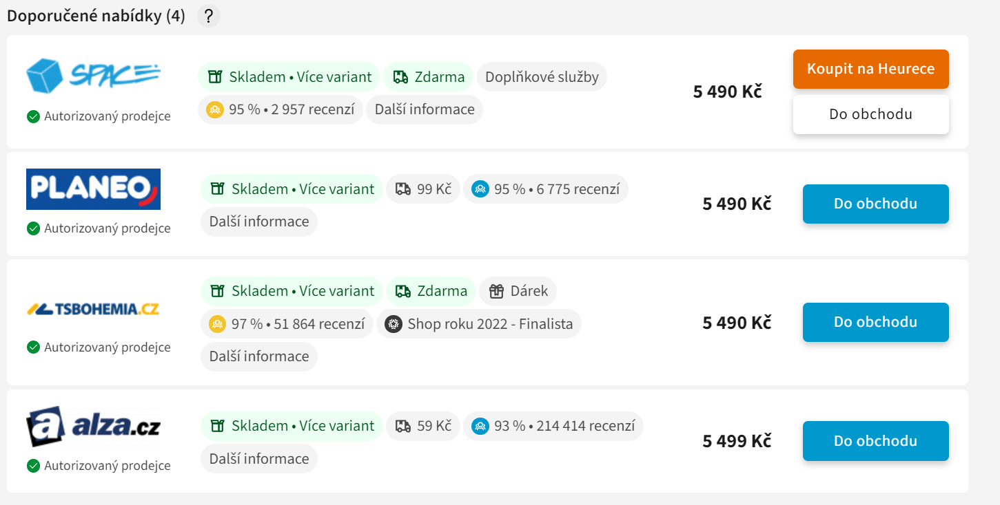 Doporučené nabídky (4) ?
SPACE
Skladem • Více variant Zdarma Doplňkové služby
95 % • 2 957 recenzí Další informace
Autorizovaný prodejce
5 490 Kč
Koupit na Heurece
Do obchodu
PLANEO
Skladem • Více variant 99 Kč 95 % • 6 775 recenzí
Další informace
Autorizovaný prodejce
5 490 Kč
Do obchodu
TSBOHEMIA.CZ
Skladem • Více variant Zdarma Dárek
97 % • 51 864 recenzí Shop roku 2022 - Finalista
Další informace
Autorizovaný prodejce
5 490 Kč
Do obchodu
a alza.cz
Skladem • Více variant 59 Kč 93 % • 214 414 recenzí
Další informace
Autorizovaný prodejce
5 499 Kč
Do obchodu